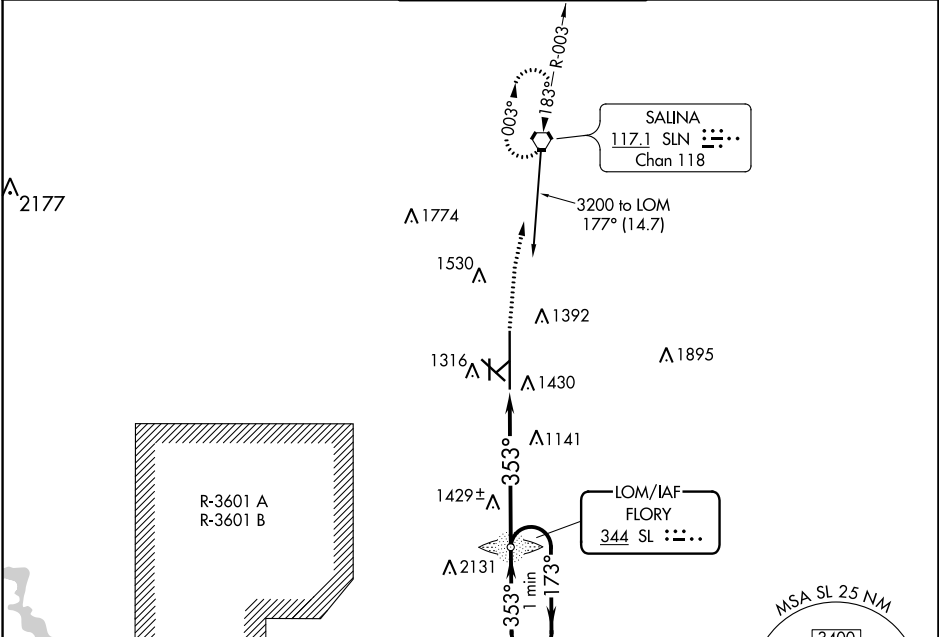 R-003
183°
003°
SALINA
117.1 SLN
Chan 118
2177
3200 to LOM
177° (14.7)
1774
1530
1392
1316
1895
1430
1141
353°
R-3601 A
R-3601 B
1429±
LOM/IAF
FLORY
344 SL
2131
353°
1 min
173°
MSA SL 25 NM
3400